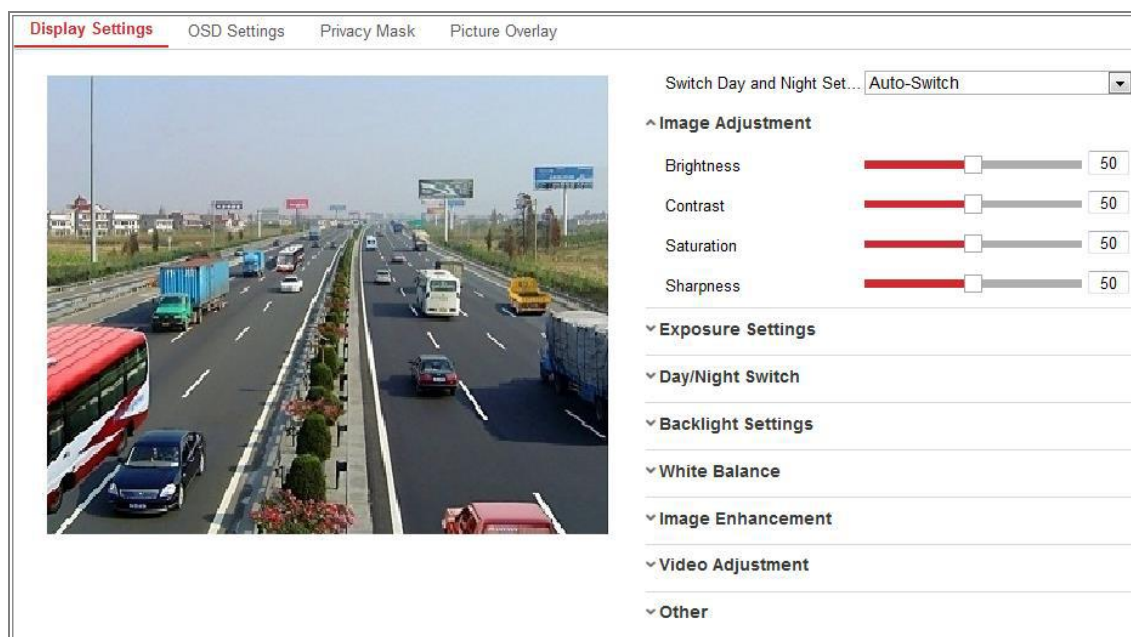 Display Settings OSD Settings Privacy Mask Picture Overlay
Switch Day and Night Set... Auto-Switch
Image Adjustment
Brightness 50
Contrast 50
Saturation 50
Sharpness 50
Exposure Settings
Day/Night Switch
Backlight Settings
White Balance
Image Enhancement
Video Adjustment
Other